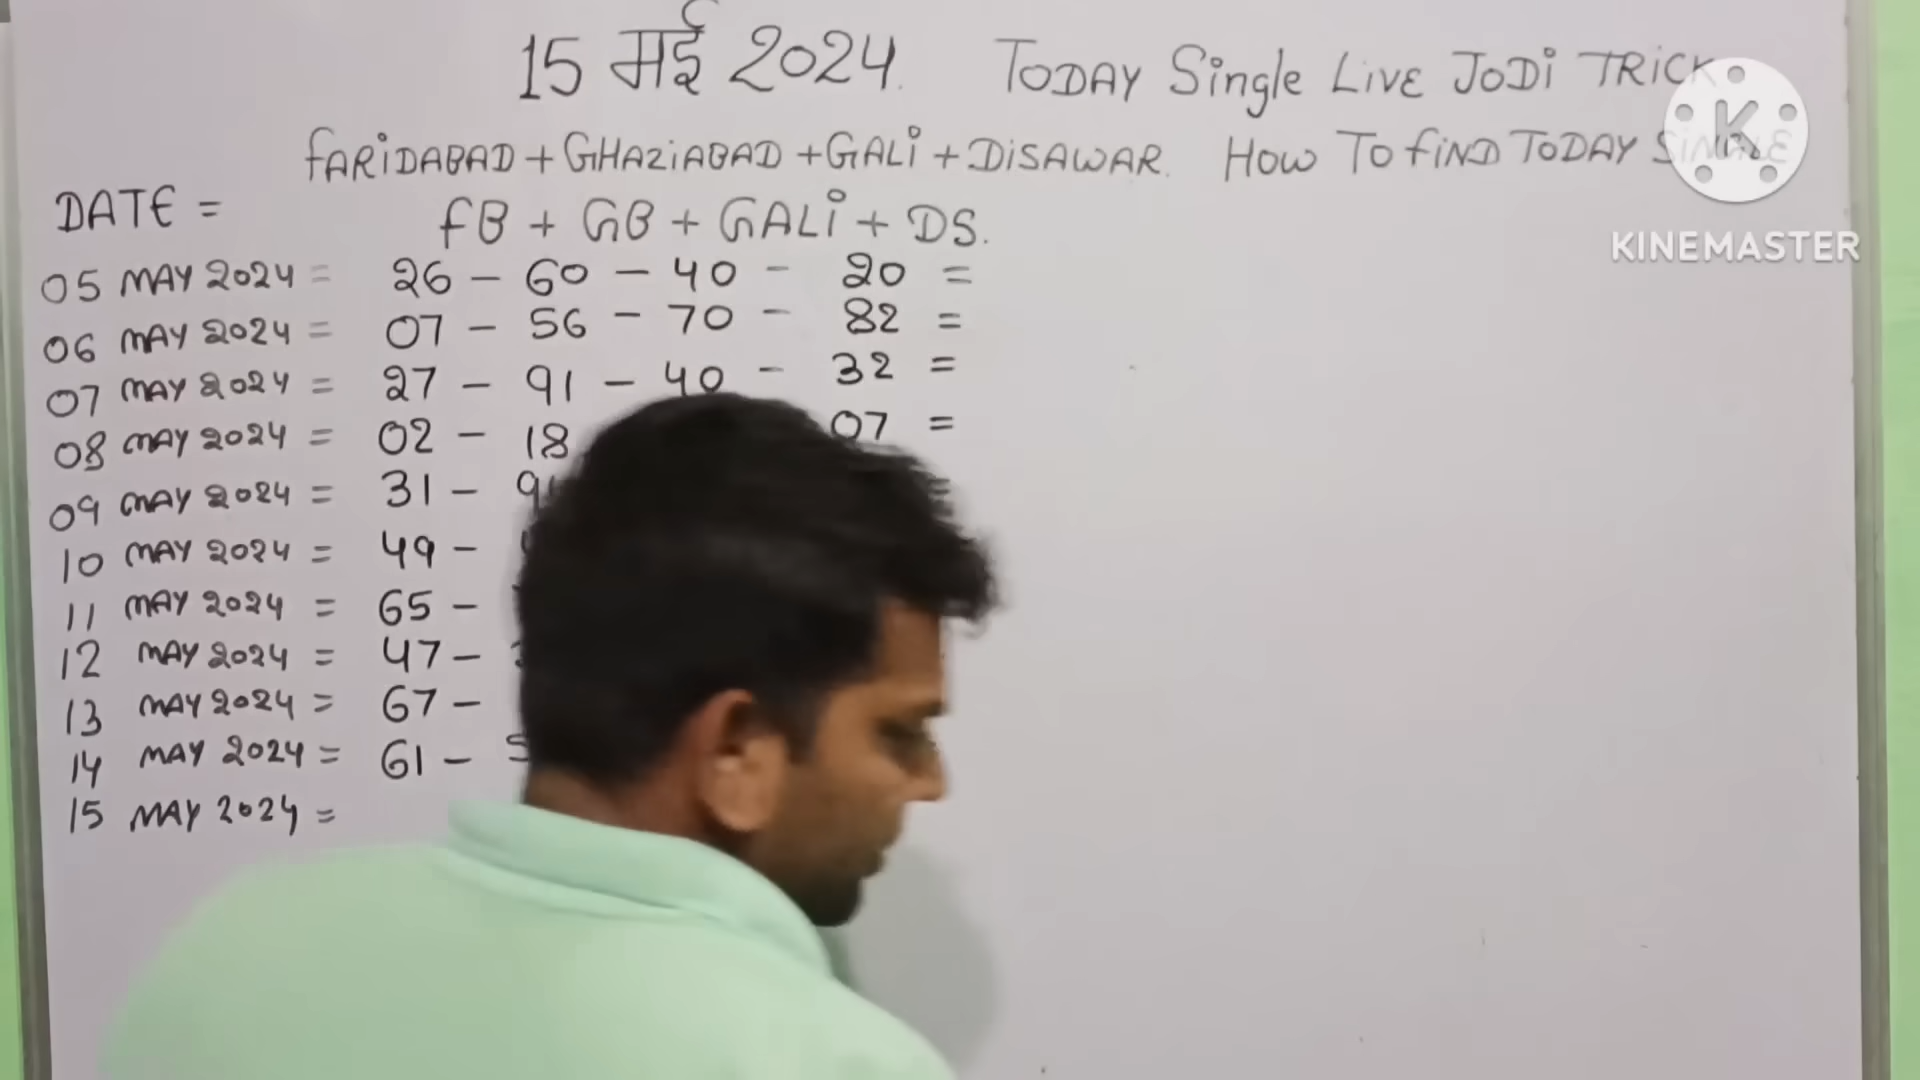 15 मई 2024. TODAY Single LIVE JODI TRICK
FARIDABAD + GHAZIABAD + GALI + DISAWAR. HOW TO FIND TODAY SINGLE
DATE = FB + GB + GALI + DS.
05 MAY 2024 = 26 - 60 - 40 - 20 =
06 MAY 2024 = 07 - 56 - 70 - 82 =
07 MAY 2024 = 27 - 91 - 40 - 32 =
08 MAY 2024 = 02 - 18 07 =
09 MAY 2024 = 31 - =
10 MAY 2024 = 49 -
11 MAY 2024 = 65 -
12 MAY 2024 = 47 -
13 MAY 2024 = 67 -
14 MAY 2024 = 61 -
15 MAY 2024 =
K
KINEMASTER